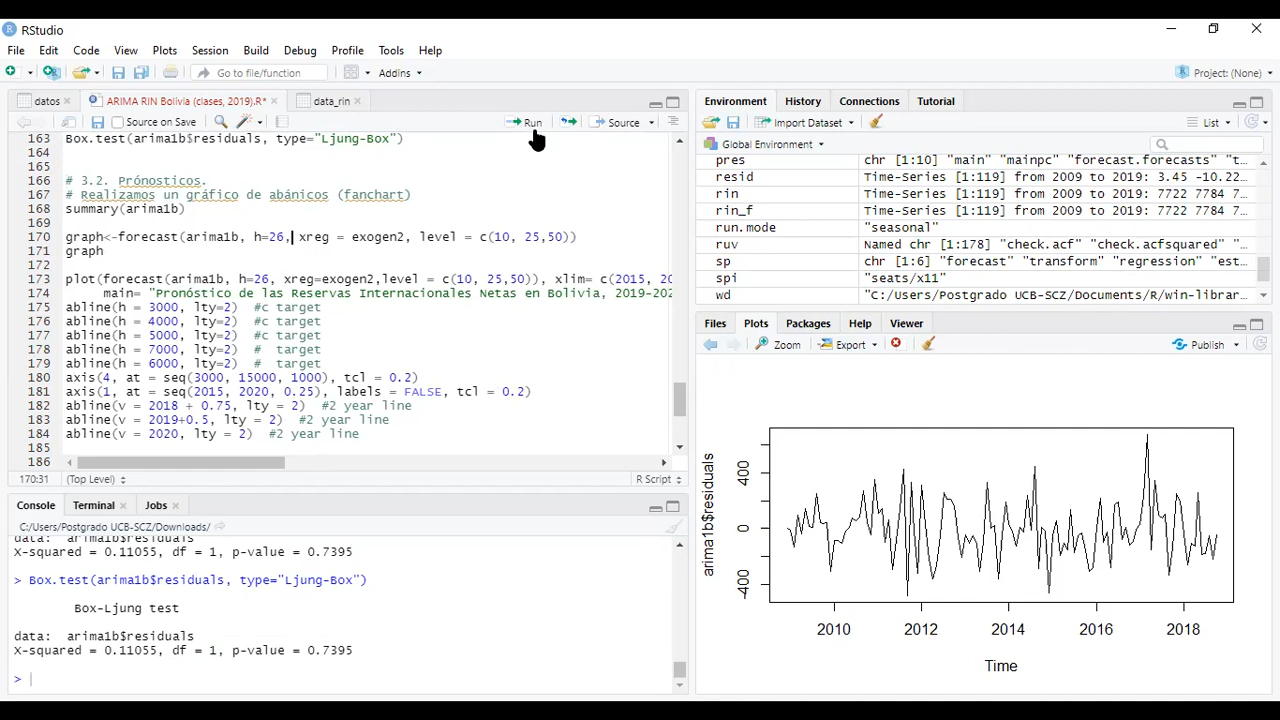 RStudio
File Edit Code View Plots Session Build Debug Profile Tools Help
Go to file/function Addins Project: (None)
datos ARIMA RIN Bolivia (clases, 2019).R* data_rin
Source on Save Run Source
163 Box.test(arima1b$residuals, type="Ljung-Box")
164
165
166 # 3.2. Prónosticos.
167 # Realizamos un gráfico de abánicos (fanchart)
168 summary(arima1b)
169
170 graph<-forecast(arima1b, h=26, xreg = exogen2, level = c(10, 25,50))
171 graph
172
173 plot(forecast(arima1b, h=26, xreg=exogen2,level = c(10, 25,50)), xlim= c(2015, 20
174 main= "Pronóstico de las Reservas Internacionales Netas en Bolivia, 2019-202
175 abline(h = 3000, lty=2) #c target
176 abline(h = 4000, lty=2) #c target
177 abline(h = 5000, lty=2) #c target
178 abline(h = 7000, lty=2) # target
179 abline(h = 6000, lty=2) # target
180 axis(4, at = seq(3000, 15000, 1000), tcl = 0.2)
181 axis(1, at = seq(2015, 2020, 0.25), labels = FALSE, tcl = 0.2)
182 abline(v = 2018 + 0.75, lty = 2) #2 year line
183 abline(v = 2019+0.5, lty = 2) #2 year line
184 abline(v = 2020, lty = 2) #2 year line
185
186
170:31 (Top Level) R Script
Console Terminal Jobs
C:/Users/Postgrado UCB-SCZ/Downloads/
data: arima1b$residuals
X-squared = 0.11055, df = 1, p-value = 0.7395
> Box.test(arima1b$residuals, type="Ljung-Box")
Box-Ljung test
data: arima1b$residuals
X-squared = 0.11055, df = 1, p-value = 0.7395
>
Environment History Connections Tutorial
Import Dataset List
Global Environment
pres chr [1:10] "main" "mainpc" "forecast.forecasts" "t…
resid Time-Series [1:119] from 2009 to 2019: 3.45 -10.22…
rin Time-Series [1:119] from 2009 to 2019: 7722 7784 7…
rin_f Time-Series [1:119] from 2009 to 2019: 7722 7784 7…
run.mode "seasonal"
ruv Named chr [1:178] "check.acf" "check.acfsquared" "…
sp chr [1:6] "forecast" "transform" "regression" "est…
spi "seats/x11"
wd "C:/Users/Postgrado UCB-SCZ/Documents/R/win-librar…
Files Plots Packages Help Viewer
Zoom Export Publish
arima1b$residuals
400
0
-400
2010 2012 2014 2016 2018
Time